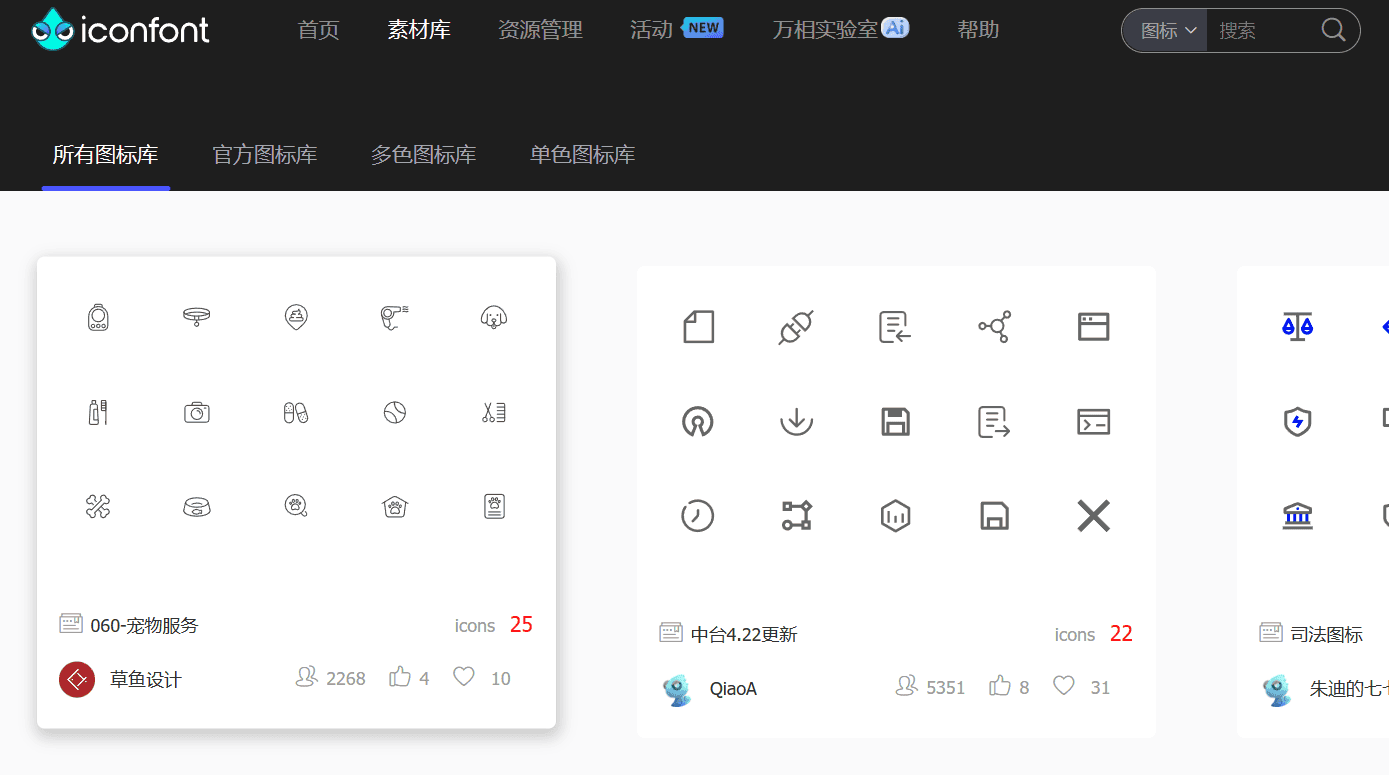 iconfont 首页 素材库 资源管理 活动 NEW 万相实验室 Ai 帮助 图标 搜索
所有图标库 官方图标库 多色图标库 单色图标库
060-宠物服务 icons 25
草鱼设计 2268 4 10
中台4.22更新 icons 22
QiaoA 5351 8 31
司法图标
朱迪的七